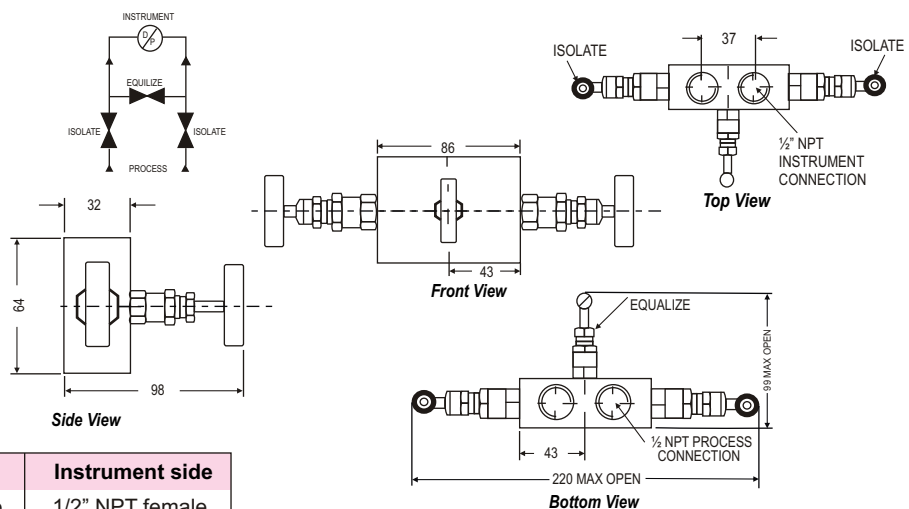 INSTRUMENT
D/P
EQUILIZE
ISOLATE
ISOLATE
PROCESS
37
ISOLATE
ISOLATE
½” NPT
INSTRUMENT
CONNECTION
Top View
86
43
Front View
32
64
98
Side View
EQUALIZE
99 MAX OPEN
½ NPT PROCESS
CONNECTION
43
220 MAX OPEN
Bottom View
Instrument side
1/2” NPT female